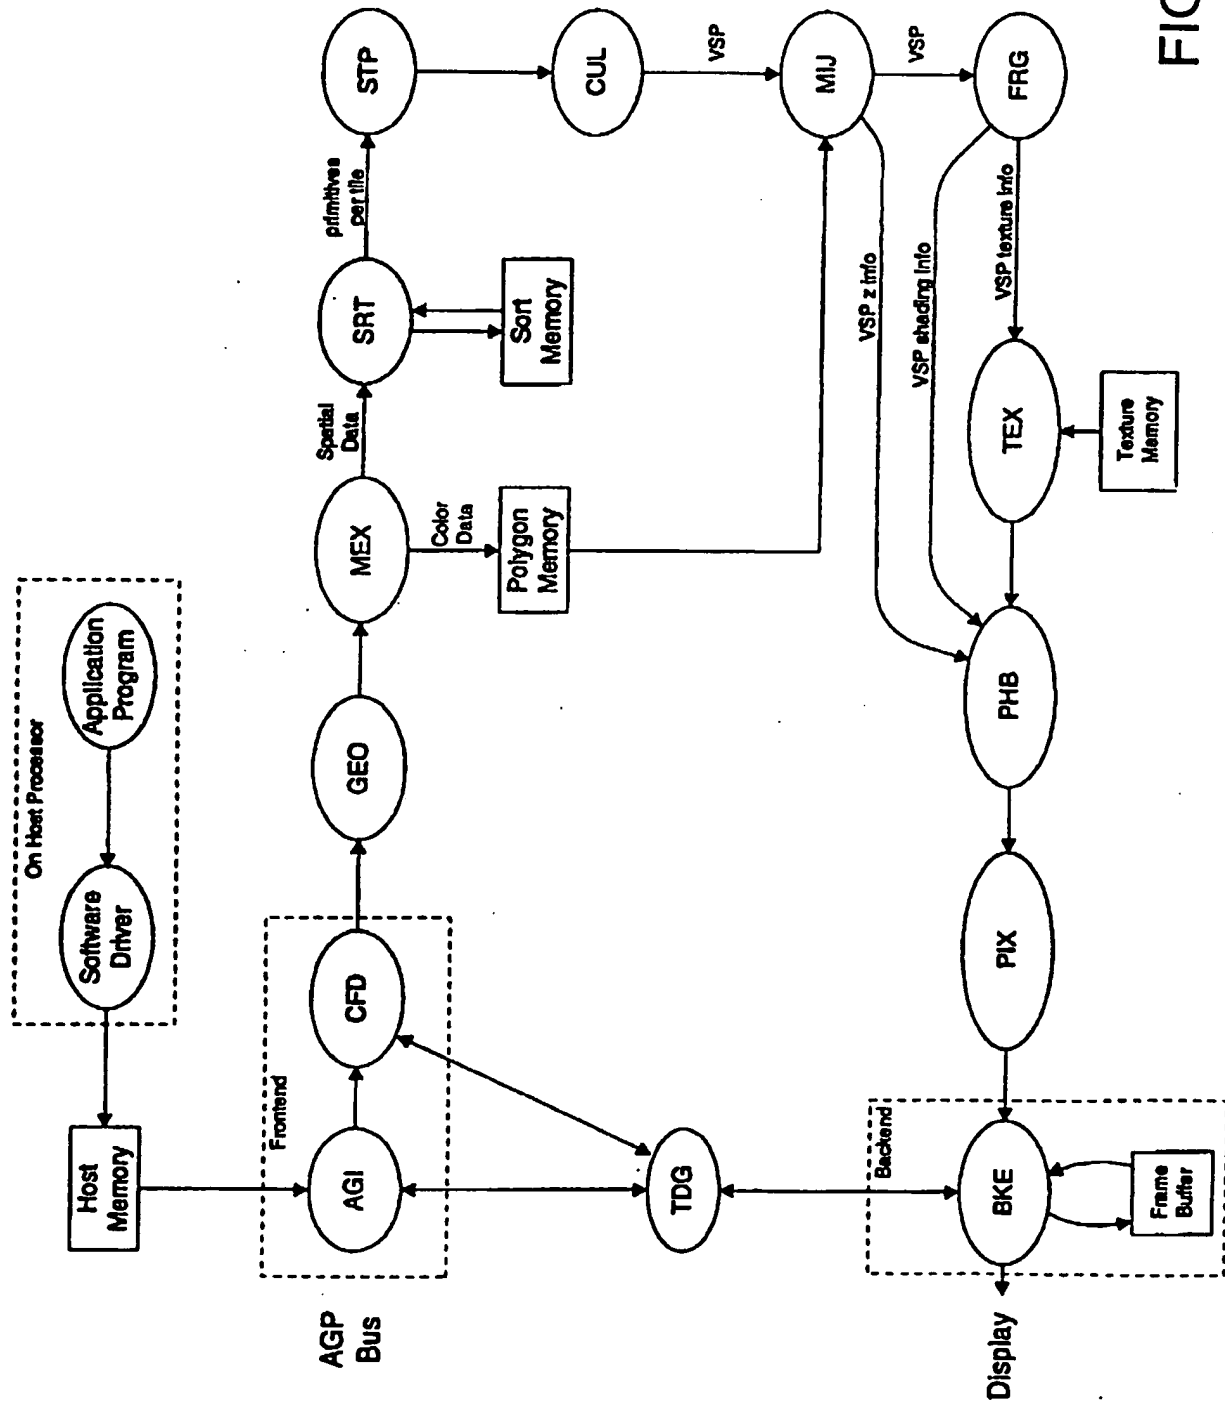 On Host Processor
Application
Program
Software
Driver
Host
Memory
AGP
Bus
Frontend
AGI
CFD
GEO
MEX
Spatial
Data
Color
Data
Polygon
Memory
SRT
Sort
Memory
primitives
per tile
STP
CUL
VSP
MIJ
VSP
FRG
VSP z info
VSP shading info
VSP texture info
TEX
Texture
Memory
PHB
PIX
TDG
Backend
BKE
Frame
Buffer
Display